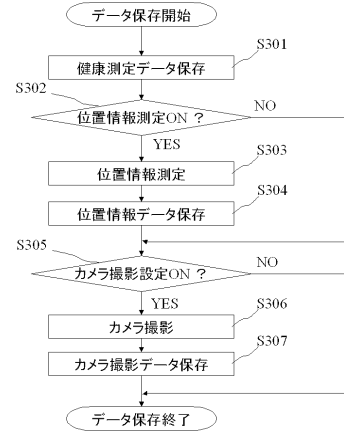 データ保存開始
S301
健康測定データ保存
S302
位置情報測定ON ?
NO
YES
S303
位置情報測定
S304
位置情報データ保存
S305
カメラ撮影設定ON ?
NO
YES
S306
カメラ撮影
S307
カメラ撮影データ保存
データ保存終了